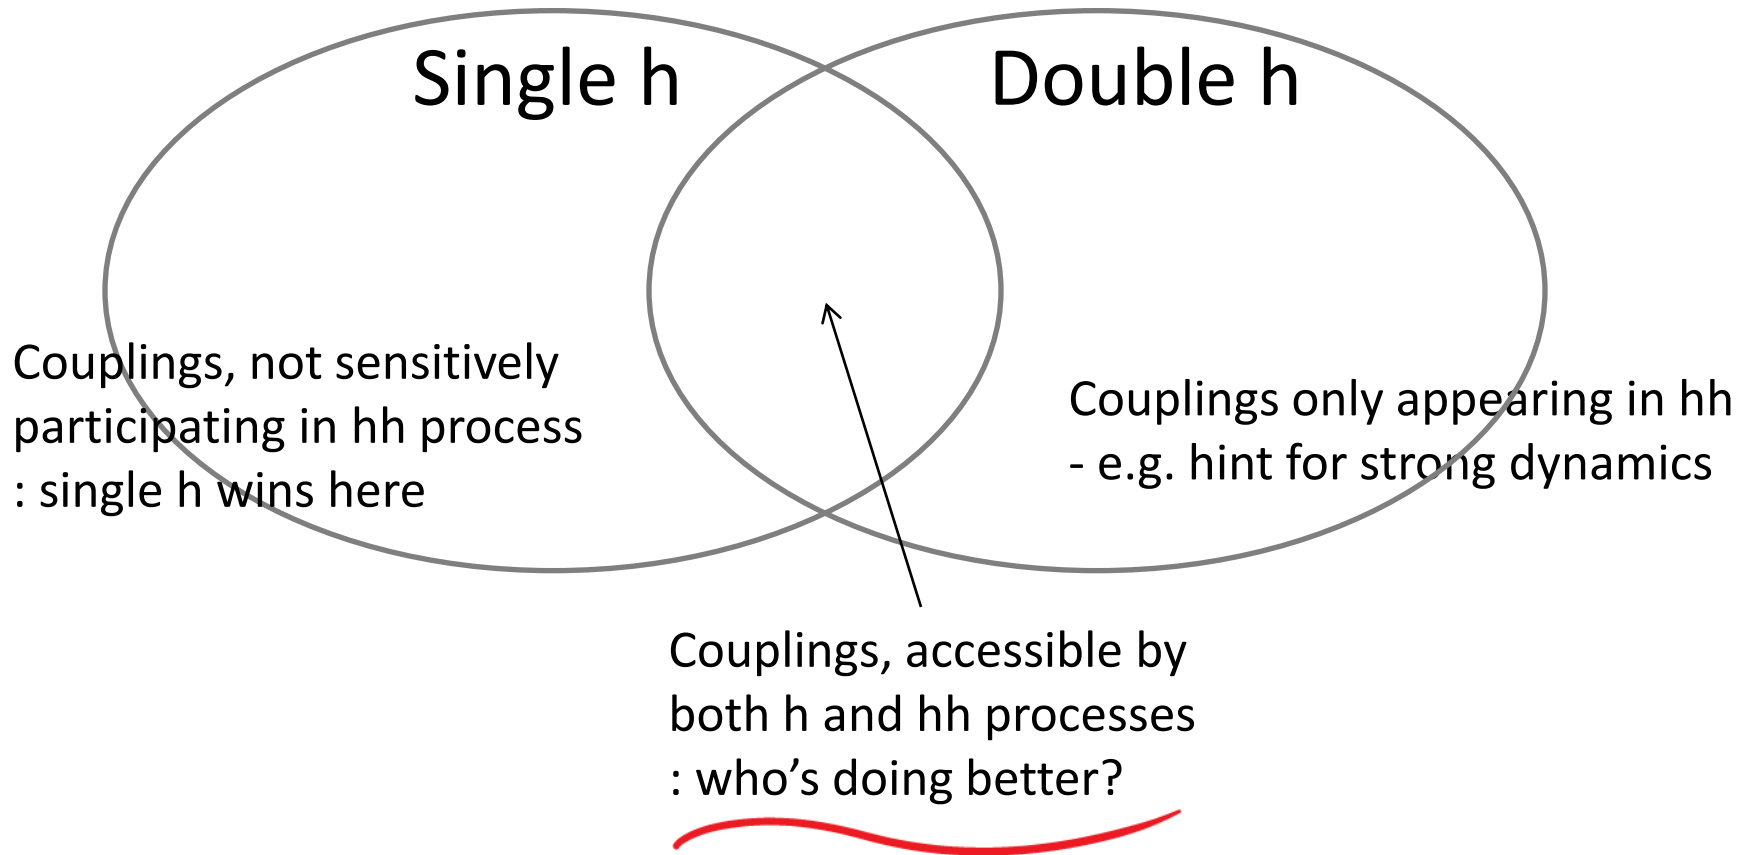 Single h
Double h
Couplings, not sensitively
participating in hh process
: single h wins here
Couplings only appearing in hh
- e.g. hint for strong dynamics
Couplings, accessible by
both h and hh processes
: who’s doing better?